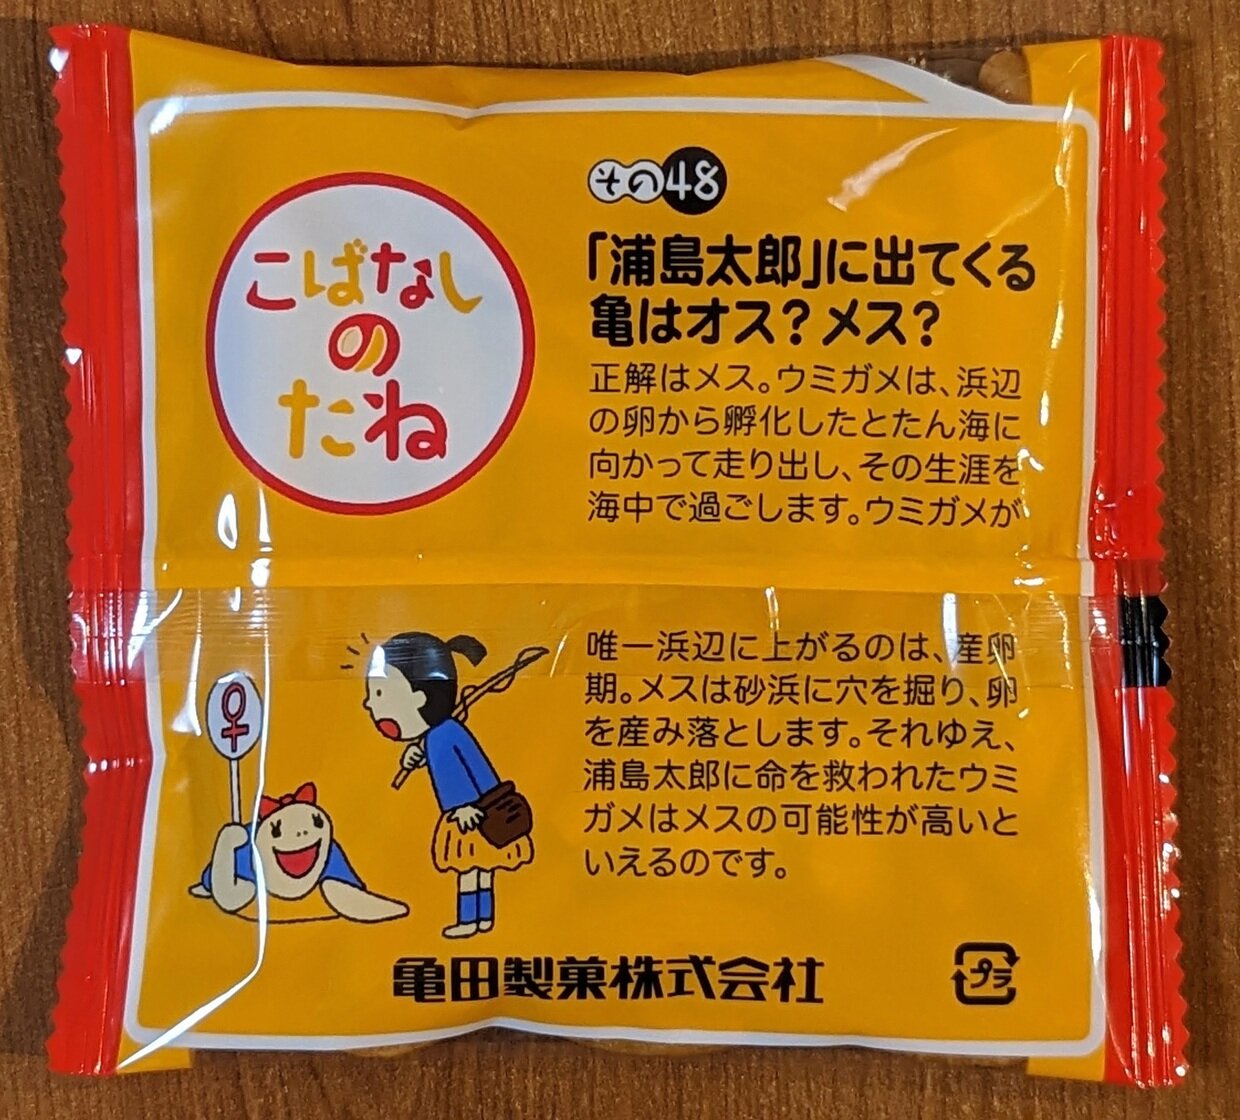 こばなし
の
たね
その48
「浦島太郎」に出てくる
亀はオス？メス？
正解はメス。ウミガメは、浜辺
の卵から孵化したとたん海に
向かって走り出し、その生涯を
海中で過ごします。ウミガメが
唯一浜辺に上がるのは、産卵
期。メスは砂浜に穴を掘り、卵
を産み落とします。それゆえ、
浦島太郎に命を救われたウミ
ガメはメスの可能性が高いと
いえるのです。
♀
亀田製菓株式会社
プラ